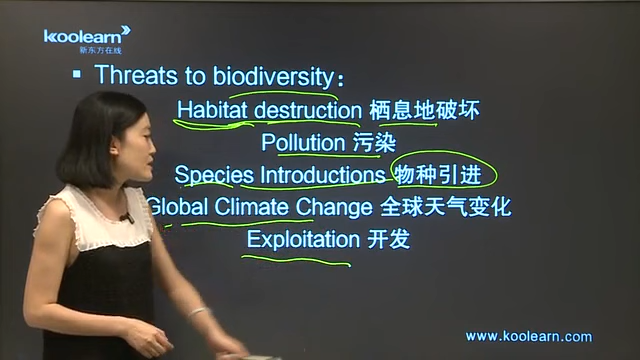 koolearn
新东方在线
Threats to biodiversity：
Habitat destruction 栖息地破坏
Pollution 污染
Species Introductions 物种引进
Global Climate Change 全球天气变化
Exploitation 开发
www.koolearn.com